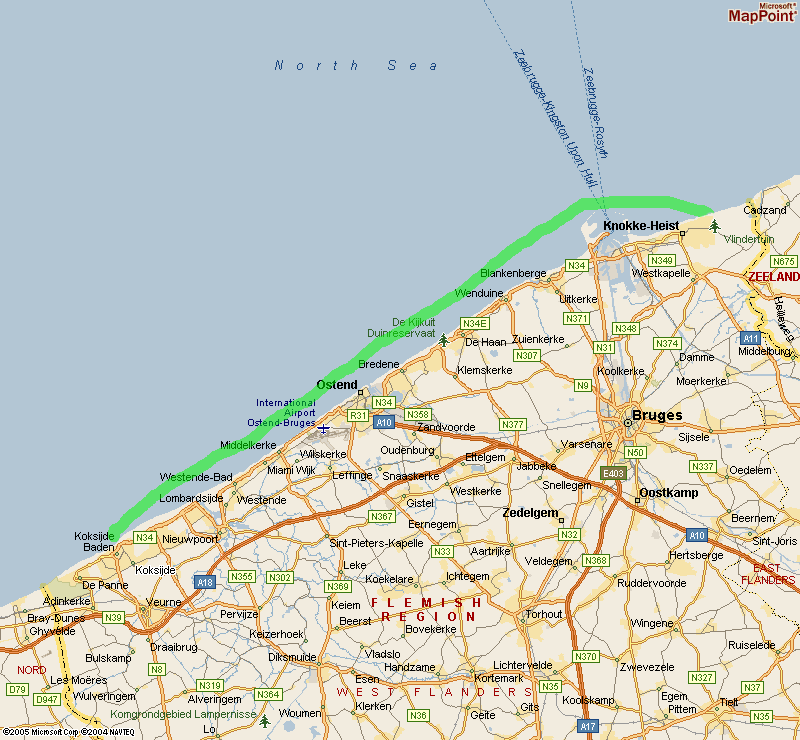 Microsoft®
MapPoint®
North Sea
Zeebrugge-Kingston Upon Hull
Zeebrugge-Rosyth
Cadzand
Knokke-Heist
Vlindertuin
N34
N349
N675
Blankenberge
Westkapelle
ZEELAND
Wenduine
Uitkerke
Heileweg
De Kijkuit
Duinreservaat
N34E
N371
N348
De Haan
Zuienkerke
N31
N374
A11
Middelburg
Bredene
N307
Damme
Klemskerke
Koolkerke
Moerkerke
Ostend
N9
International
Airport
Ostend-Bruges
N34
R31
N358
A10
Zandvoorde
N377
Bruges
Sijsele
Middelkerke
Wilskerke
Oudenburg
Ettelgem
Varsenare
N50
Miami Wijk
Jabbeke
N337
Oedelem
Westende-Bad
Leffinge
Snaaskerke
E403
Lombardsijde
Westende
Westkerke
Snellegem
Oostkamp
Gistel
Zedelgem
Beernem
N367
Eernegem
Koksijde
Baden
N34
Nieuwpoort
Sint-Pieters-Kapelle
N32
A10
Sint-Joris
N33
Aartrijke
Hertsberge
Koksijde
Leke
Veldegem
N368
EAST
FLANDERS
De Panne
A18
N355
N302
N369
Koekelare
Ichtegem
Ruddervoorde
Adinkerke
Veurne
Keiem
FLEMISH
REGION
Bray-Dunes
N39
Pervijze
Beerst
Torhout
Wingene
Ghyvelde
Keizerhoek
Bovekerke
Draaibrug
Ruiselede
Bulskamp
Diksmuide
Vladslo
N370
NORD
N8
Handzame
Lichtervelde
Zwevezele
Les Moëres
Esen
Kortemark
N327
D79
D947
Wulveringem
N319
Alveringem
N364
WEST FLANDERS
N35
Koolskamp
Egem
Tielt
Komgrondgebied Lampernisse
Woumen
Klerken
N36
Geite
Gits
Pittem
N35
Lo
A17
©2005 Microsoft Corp ©2004 NAVTEQ